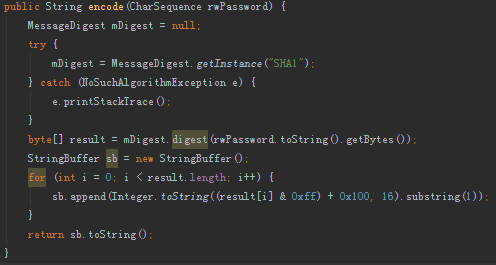 public String encode(CharSequence rwPassword) {
    MessageDigest mDigest = null;
    try {
        mDigest = MessageDigest.getInstance("SHA1");
    } catch (NoSuchAlgorithmException e) {
        e.printStackTrace();
    }
    byte[] result = mDigest.digest(rwPassword.toString().getBytes());
    StringBuffer sb = new StringBuffer();
    for (int i = 0; i < result.length; i++) {
        sb.append(Integer.toString((result[i] & 0xff) + 0x100, 16).substring(1));
    }
    return sb.toString();
}